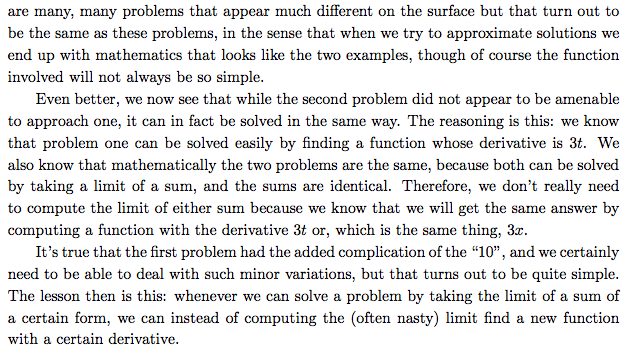 are many, many problems that appear much different on the surface but that turn out to
be the same as these problems, in the sense that when we try to approximate solutions we
end up with mathematics that looks like the two examples, though of course the function
involved will not always be so simple.
Even better, we now see that while the second problem did not appear to be amenable
to approach one, it can in fact be solved in the same way. The reasoning is this: we know
that problem one can be solved easily by finding a function whose derivative is 3t. We
also know that mathematically the two problems are the same, because both can be solved
by taking a limit of a sum, and the sums are identical. Therefore, we don't really need
to compute the limit of either sum because we know that we will get the same answer by
computing a function with the derivative 3t or, which is the same thing, 3x.
It's true that the first problem had the added complication of the “10”, and we certainly
need to be able to deal with such minor variations, but that turns out to be quite simple.
The lesson then is this: whenever we can solve a problem by taking the limit of a sum of
a certain form, we can instead of computing the (often nasty) limit find a new function
with a certain derivative.